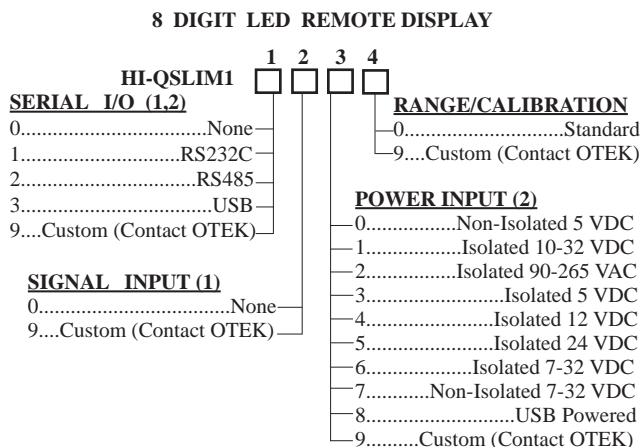 8 DIGIT LED REMOTE DISPLAY
1 2 3 4
HI-QSLIM1
SERIAL I/O (1,2)
0......................None
1.................RS232C
2...................RS485
3......................USB
9....Custom (Contact OTEK)
SIGNAL INPUT (1)
0......................None
9....Custom (Contact OTEK)
RANGE/CALIBRATION
0..........................Standard
9....Custom (Contact OTEK)
POWER INPUT (2)
0..............Non-Isolated 5 VDC
1...............Isolated 10-32 VDC
2..............Isolated 90-265 VAC
3.......................Isolated 5 VDC
4.....................Isolated 12 VDC
5.....................Isolated 24 VDC
6.................Isolated 7-32 VDC
7............Non-Isolated 7-32 VDC
8.........................USB Powered
9.........Custom (Contact OTEK)